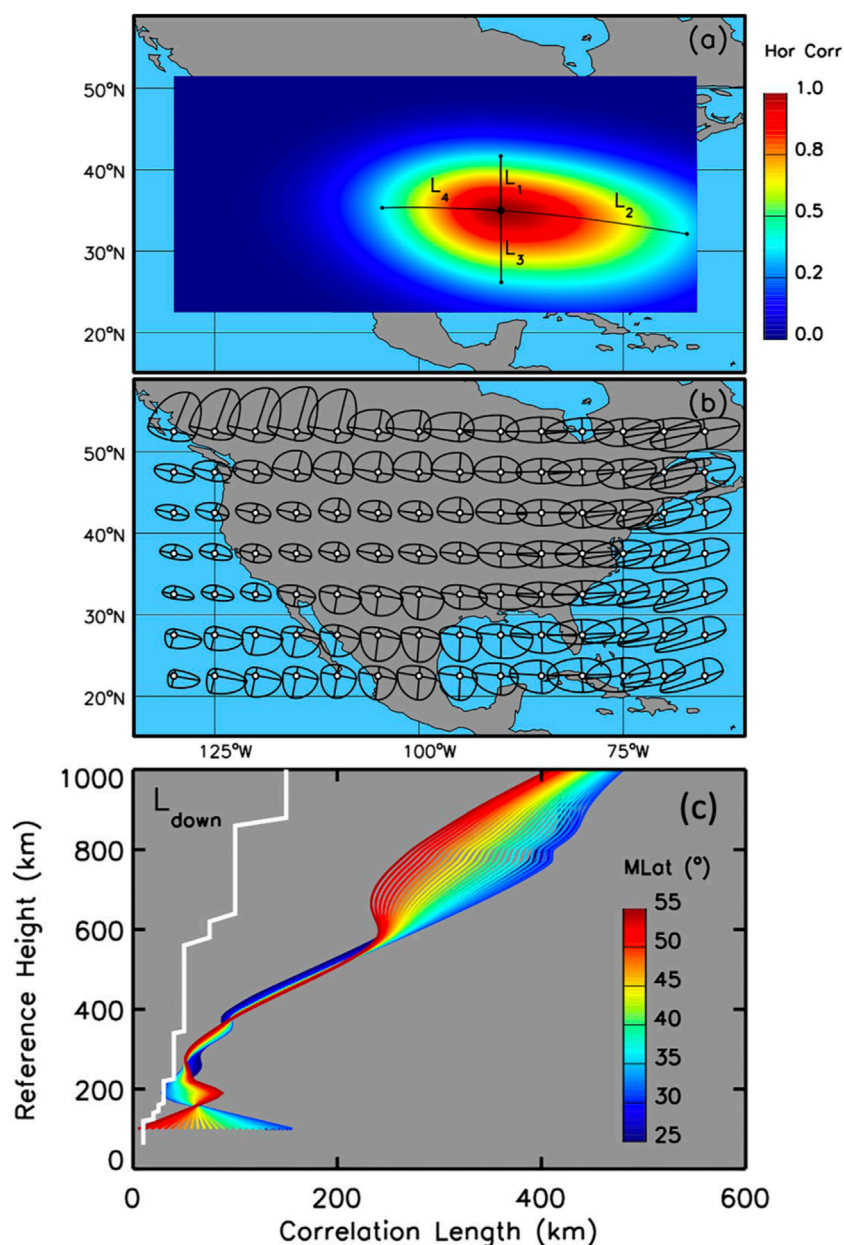 (a)
Hor Corr
50°N
40°N
30°N
20°N
L1
L2
L3
L4
1.0
0.8
0.5
0.2
0.0
(b)
50°N
40°N
30°N
20°N
125°W
100°W
75°W
(c)
Ldown
1000
800
600
400
200
0
Reference Height (km)
MLat (°)
55
50
45
40
35
30
25
0
200
400
600
Correlation Length (km)